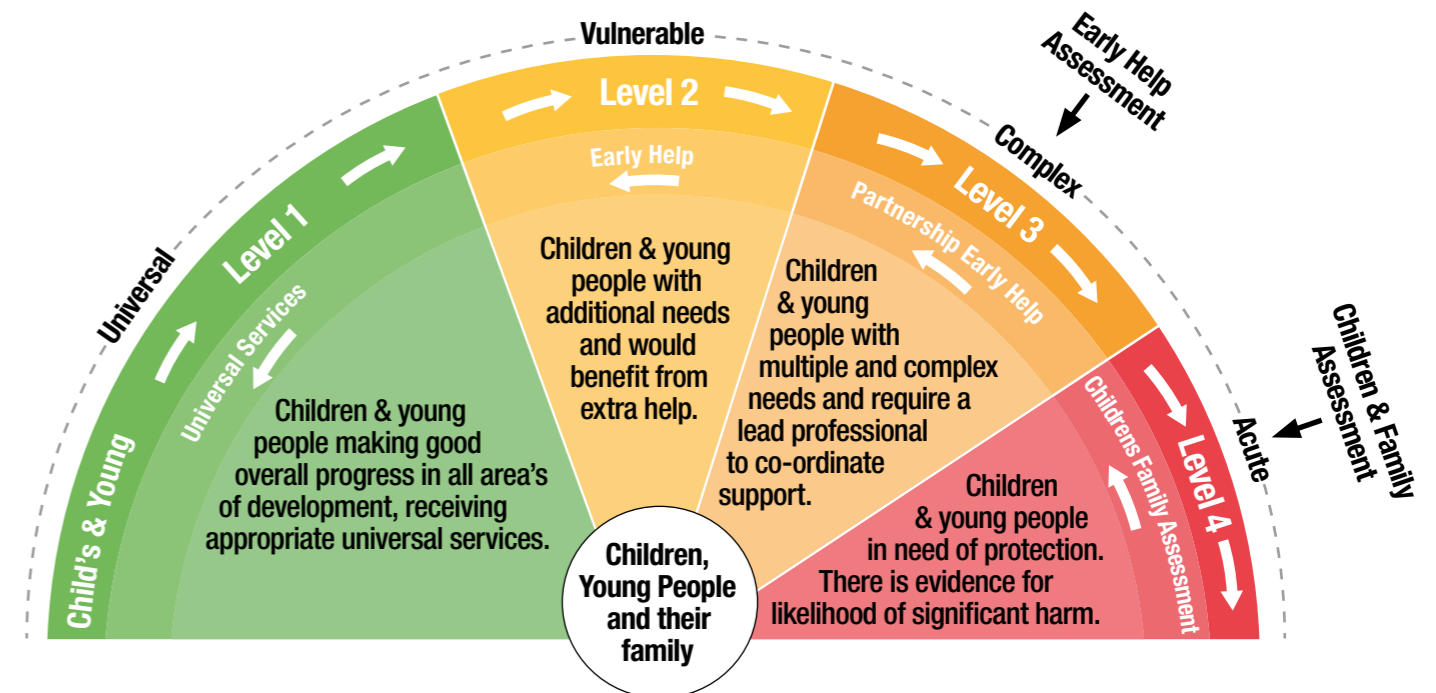 Universal
Child's & Young
Level 1
Universal Services
Children & young
people making good
overall progress in all area's
of development, receiving
appropriate universal services.
Vulnerable
Level 2
Early Help
Children & young
people with
additional needs
and would
benefit from
extra help.
Early Help
Assessment
Complex
Level 3
Partnership Early Help
Children
& young
people with
multiple and complex
needs and require a
lead professional
to co-ordinate
support.
Children & Family
Assessment
Acute
Level 4
Childrens Family Assessment
Children
& young people
in need of protection.
There is evidence for
likelihood of significant harm.
Children,
Young People
and their
family